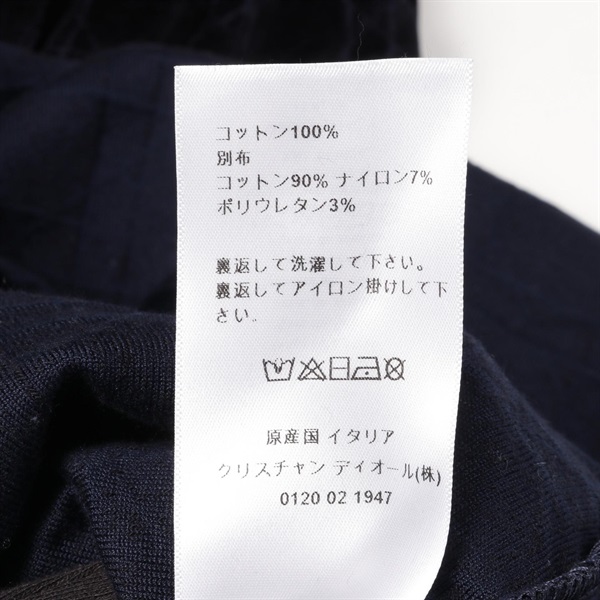 コットン100%
別布
コットン90% ナイロン7%
ポリウレタン3%
裏返して洗濯して下さい。
裏返してアイロン掛けして下
さい。
原産国 イタリア
クリスチャン ディオール(株)
0120 02 1947